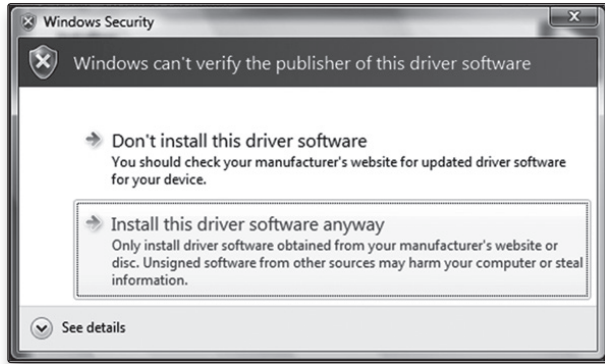 Windows Security
Windows can't verify the publisher of this driver software
Don't install this driver software
You should check your manufacturer's website for updated driver software
for your device.
Install this driver software anyway
Only install driver software obtained from your manufacturer's website or
disc. Unsigned software from other sources may harm your computer or steal
information.
See details